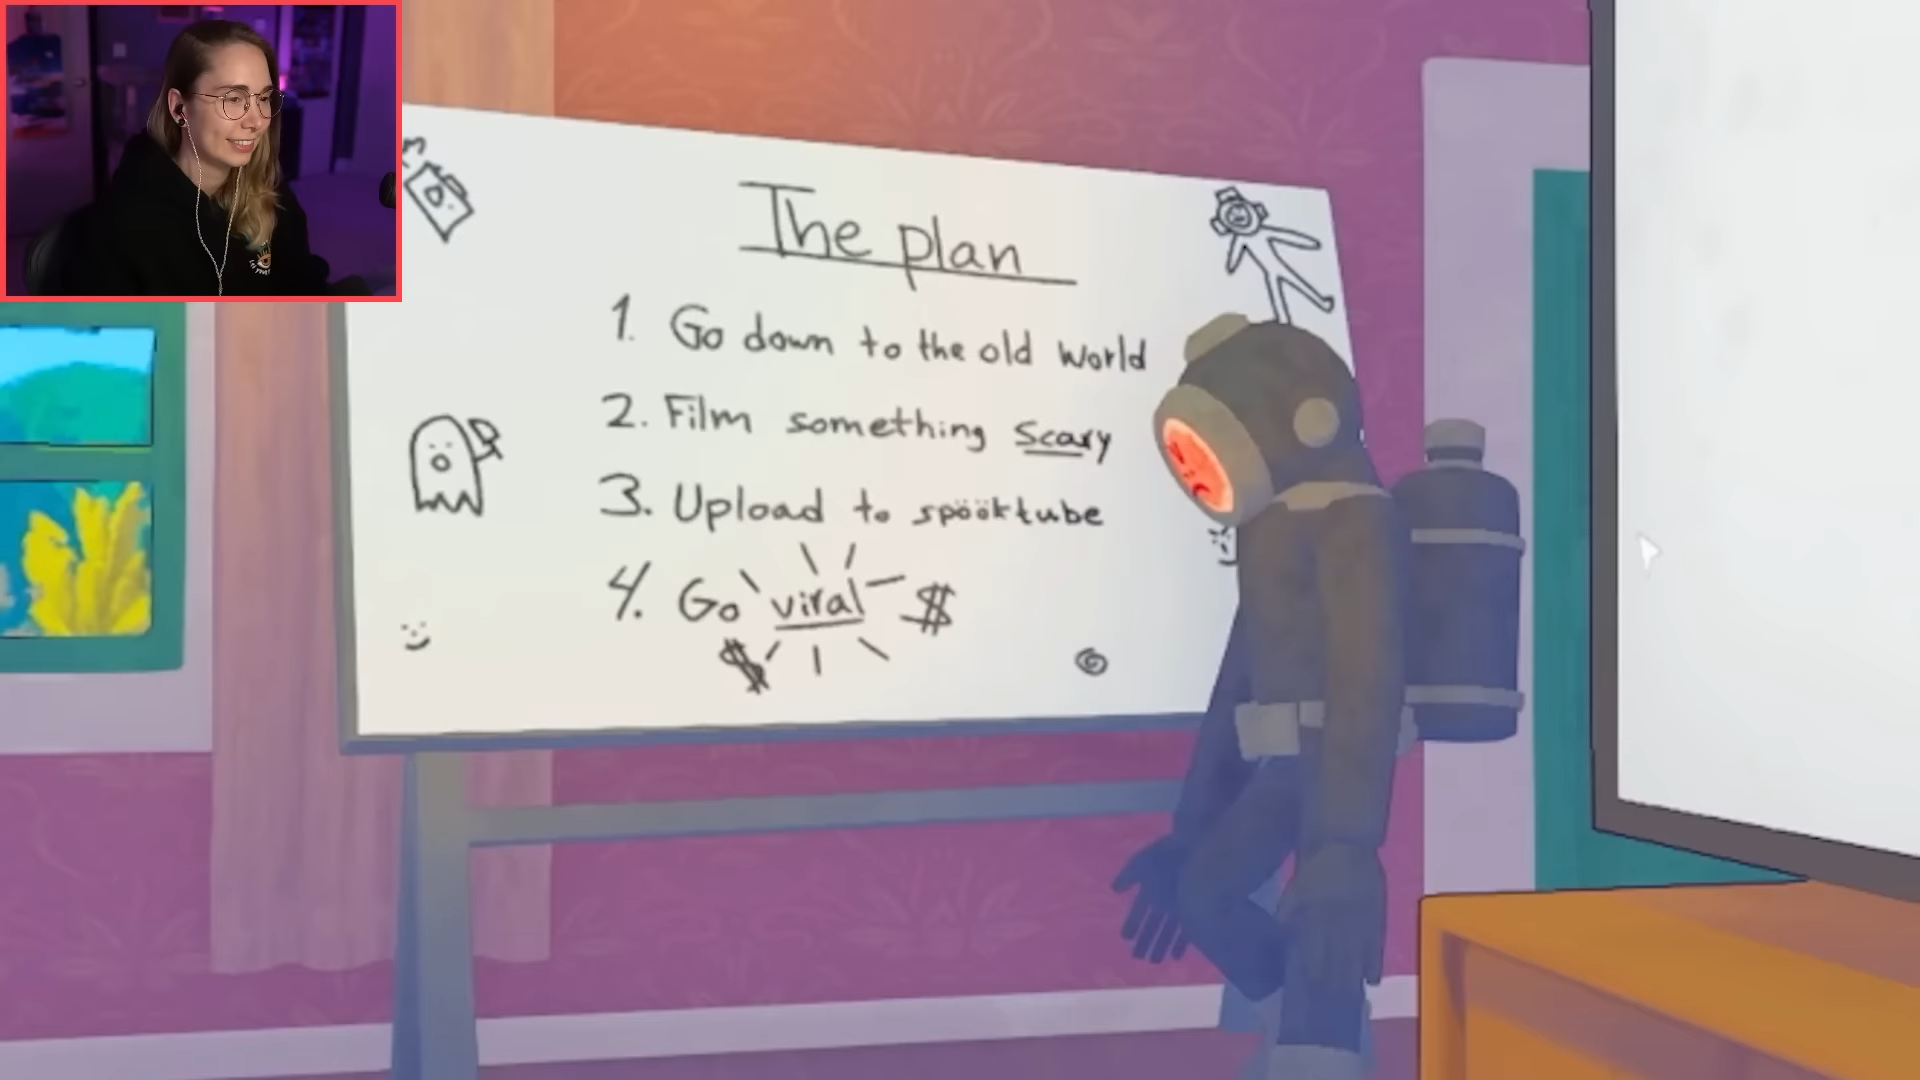 The plan
1. Go down to the old world
2. Film something scary
3. Upload to spööktube
4. Go viral $
$